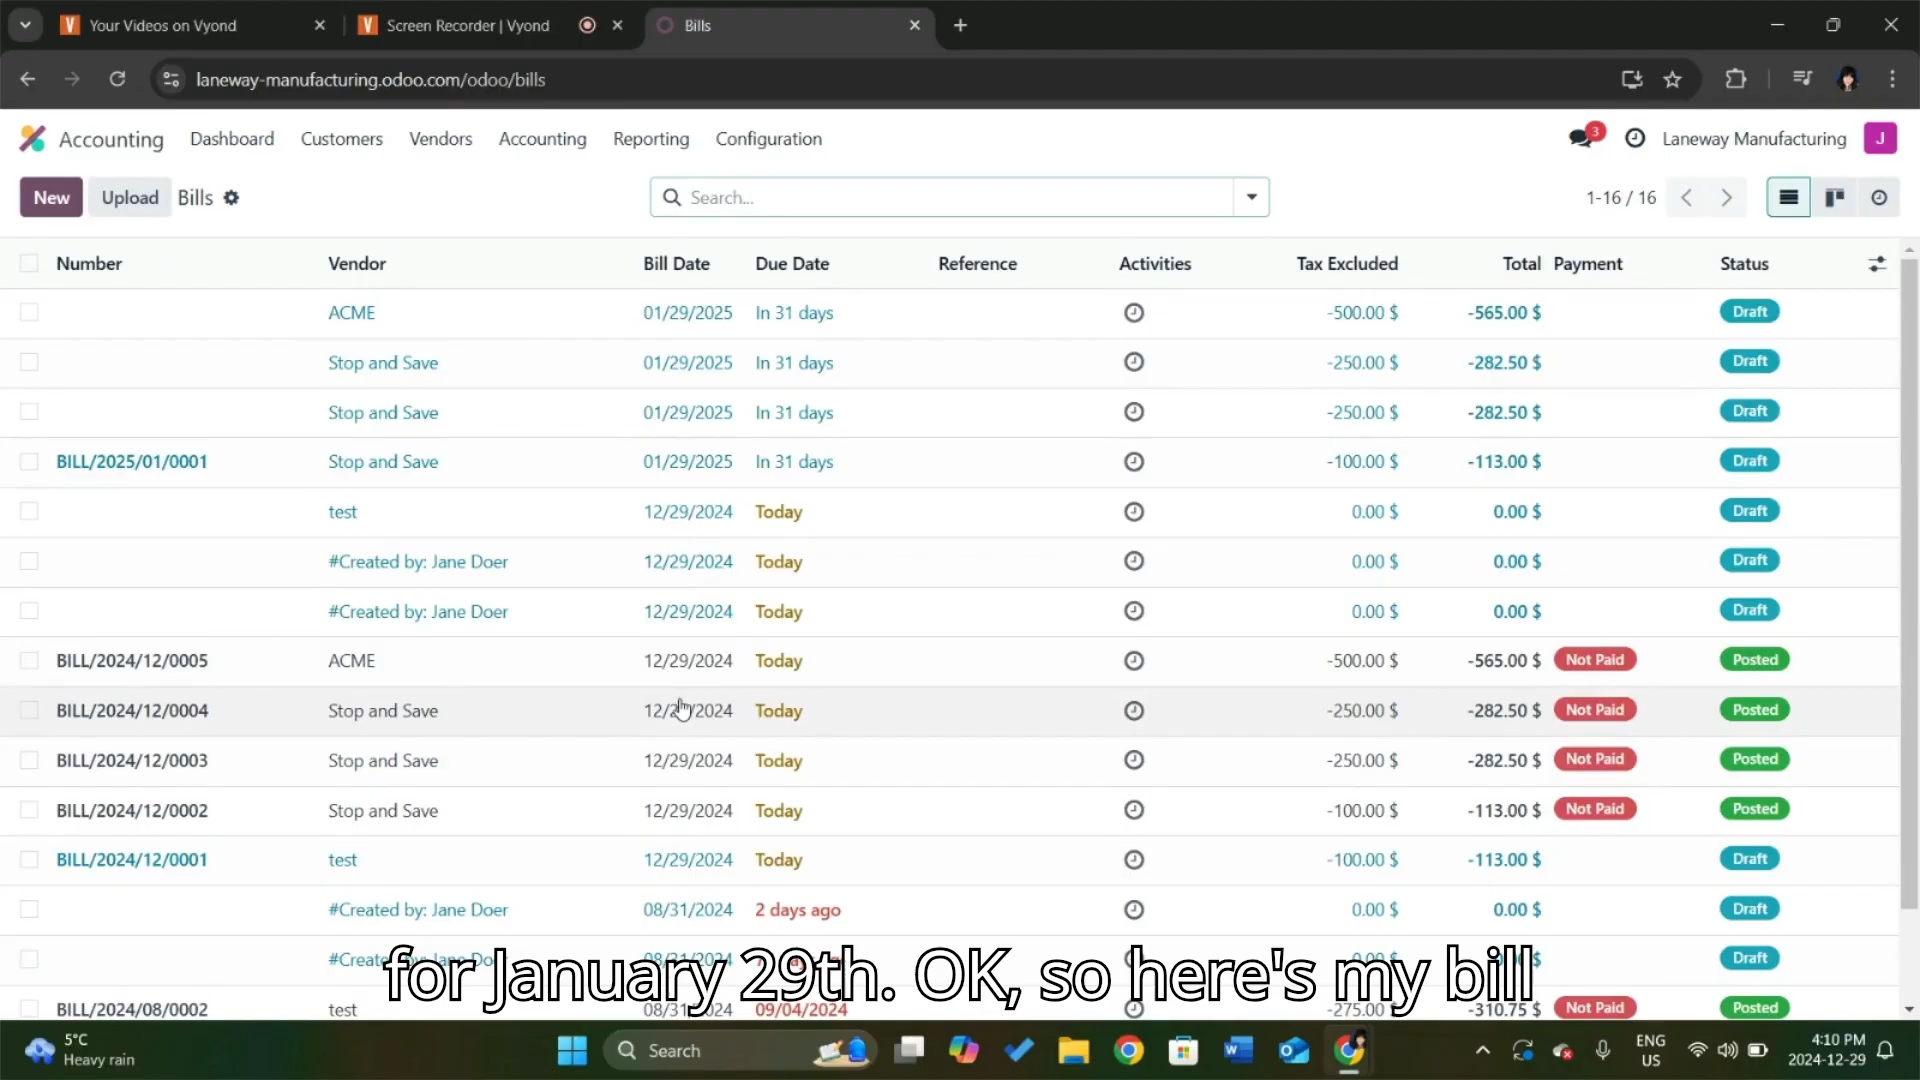 Your Videos on Vyond
Screen Recorder | Vyond
Bills
laneway-manufacturing.odoo.com/odoo/bills
Accounting Dashboard Customers Vendors Accounting Reporting Configuration 3 Laneway Manufacturing J
New Upload Bills Search... 1-16 / 16
Number Vendor Bill Date Due Date Reference Activities Tax Excluded Total Payment Status
ACME 01/29/2025 In 31 days -500.00 $ -565.00 $ Draft
Stop and Save 01/29/2025 In 31 days -250.00 $ -282.50 $ Draft
Stop and Save 01/29/2025 In 31 days -250.00 $ -282.50 $ Draft
BILL/2025/01/0001 Stop and Save 01/29/2025 In 31 days -100.00 $ -113.00 $ Draft
test 12/29/2024 Today 0.00 $ 0.00 $ Draft
#Created by: Jane Doer 12/29/2024 Today 0.00 $ 0.00 $ Draft
#Created by: Jane Doer 12/29/2024 Today 0.00 $ 0.00 $ Draft
BILL/2024/12/0005 ACME 12/29/2024 Today -500.00 $ -565.00 $ Not Paid Posted
BILL/2024/12/0004 Stop and Save 12/29/2024 Today -250.00 $ -282.50 $ Not Paid Posted
BILL/2024/12/0003 Stop and Save 12/29/2024 Today -250.00 $ -282.50 $ Not Paid Posted
BILL/2024/12/0002 Stop and Save 12/29/2024 Today -100.00 $ -113.00 $ Not Paid Posted
BILL/2024/12/0001 test 12/29/2024 Today -100.00 $ -113.00 $ Draft
#Created by: Jane Doer 08/31/2024 2 days ago 0.00 $ 0.00 $ Draft
Draft
for January 29th. OK, so here's my bill
BILL/2024/08/0002 test 08/31/2024 09/04/2024 -275.00 -310.75 $ Not Paid Posted
5°C
Heavy rain
Search
ENG
US
4:10 PM
2024-12-29